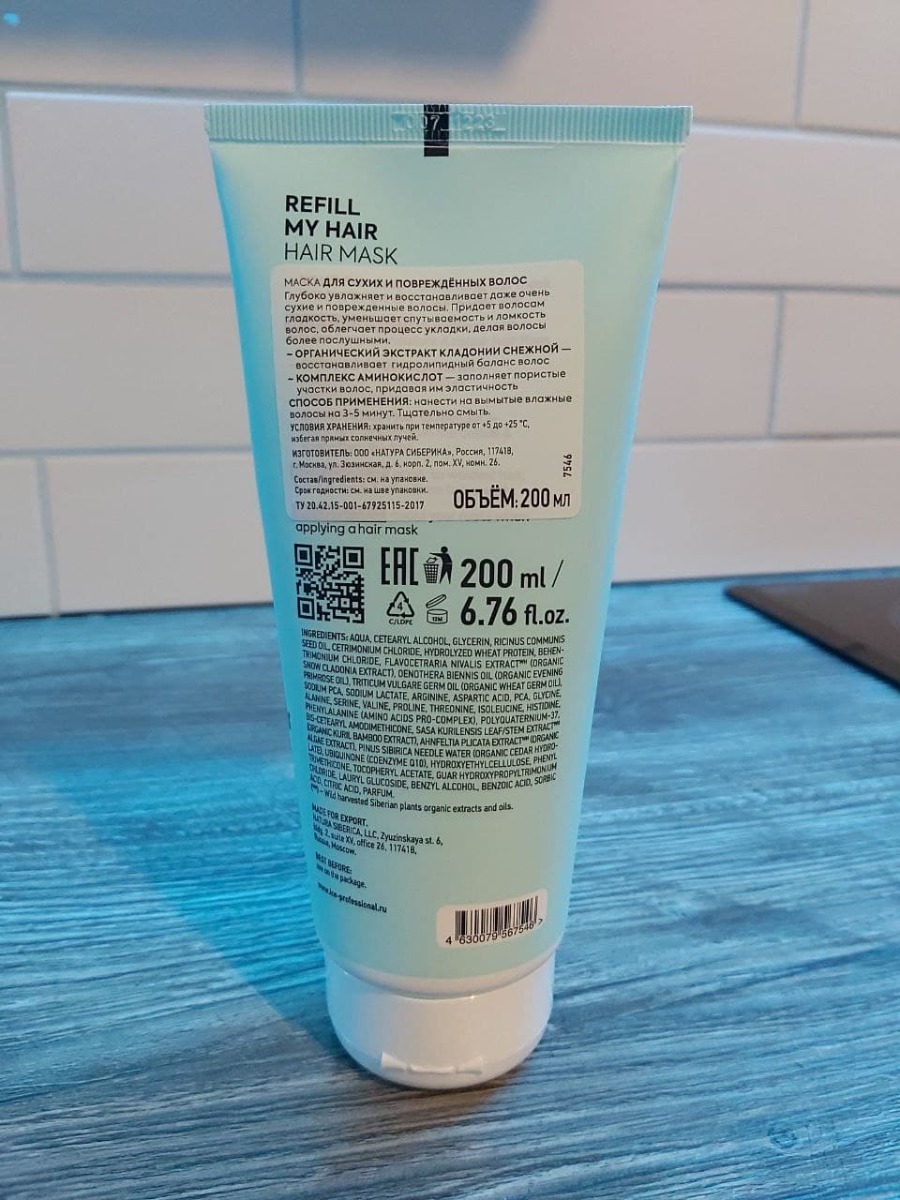 REFILL
MY HAIR
HAIR MASK
МАСКА ДЛЯ СУХИХ И ПОВРЕЖДЁННЫХ ВОЛОС
Глубоко увлажняет и восстанавливает даже очень
сухие и поврежденные волосы. Придает волосам
гладкость, уменьшает спутываемость и ломкость
волос, облегчает процесс укладки, делая волосы
более послушными.
– ОРГАНИЧЕСКИЙ ЭКСТРАКТ КЛАДОНИИ СНЕЖНОЙ —
восстанавливает гидролипидный баланс волос
– КОМПЛЕКС АМИНОКИСЛОТ — заполняет пористые
участки волос, придавая им эластичность
СПОСОБ ПРИМЕНЕНИЯ: нанести на вымытые влажные
волосы на 3-5 минут. Тщательно смыть.
УСЛОВИЯ ХРАНЕНИЯ: хранить при температуре от +5 до +25 °C,
избегая прямых солнечных лучей.
ИЗГОТОВИТЕЛЬ: ООО «НАТУРА СИБЕРИКА», Россия, 117418,
г. Москва, ул. Зюзинская, д. 6, корп. 2, пом. XV, комн. 26.
Состав/ingredients: см. на упаковке.
Срок годности: см. на шве упаковки.
ТУ 20.42.15-001-67925115-2017
ОБЪЁМ: 200 мл
7546
applying a hair mask
EAC
200 ml /
6.76 fl.oz.
4
C/LDPE
12M
INGREDIENTS: AQUA, CETEARYL ALCOHOL, GLYCERIN, RICINUS COMMUNIS
SEED OIL, CETRIMONIUM CHLORIDE, HYDROLYZED WHEAT PROTEIN, BEHEN-
TRIMONIUM CHLORIDE, FLAVOCETRARIA NIVALIS EXTRACT (ORGANIC
SNOW CLADONIA EXTRACT), OENOTHERA BIENNIS OIL (ORGANIC EVENING
PRIMROSE OIL), TRITICUM VULGARE GERM OIL (ORGANIC WHEAT GERM OIL),
SODIUM PCA, SODIUM LACTATE, ARGININE, ASPARTIC ACID, PCA, GLYCINE,
ALANINE, SERINE, VALINE, PROLINE, THREONINE, ISOLEUCINE, HISTIDINE,
PHENYLALANINE (AMINO ACIDS PRO-COMPLEX), POLYQUATERNIUM-37,
BIS-CETEARYL AMODIMETHICONE, SASA KURILENSIS LEAF/STEM EXTRACT
(ORGANIC KURIL BAMBOO EXTRACT), AHNFELTIA PLICATA EXTRACT (ORGANIC
ALGAE EXTRACT), PINUS SIBIRICA NEEDLE WATER (ORGANIC CEDAR HYDRO-
LATE), UBIQUINONE (COENZYME Q10), HYDROXYETHYLCELLULOSE, PHENYL
TRIMETHICONE, TOCOPHERYL ACETATE, GUAR HYDROXYPROPYLTRIMONIUM
CHLORIDE, LAURYL GLUCOSIDE, BENZYL ALCOHOL, BENZOIC ACID, SORBIC
ACID, CITRIC ACID, PARFUM.
– Wild harvested Siberian plants organic extracts and oils.
MADE FOR EXPORT.
NATURA SIBERICA, LLC, Zyuzinskaya st. 6,
bldg. 2, suite XV, office 26, 117418,
Russia, Moscow.
BEST BEFORE:
see on the package.
www.ice-professional.ru
4 630079 567546 >